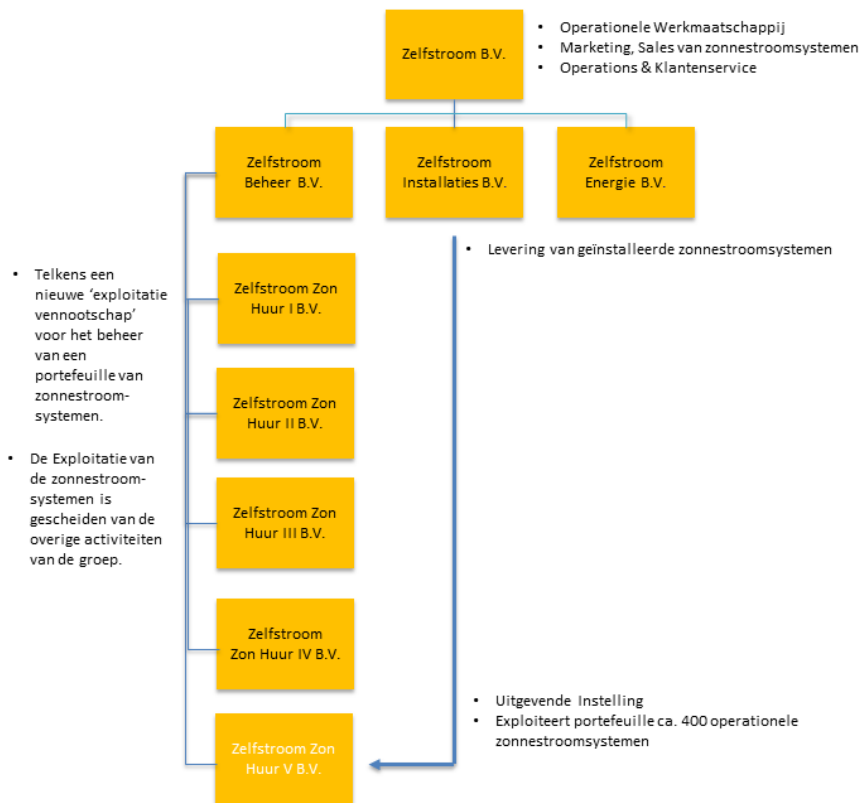 Zelfstroom B.V.
• Operationele Werkmaatschappij
• Marketing, Sales van zonnestroomsystemen
• Operations & Klantenservice
Zelfstroom
Beheer B.V.
Zelfstroom
Installaties B.V.
Zelfstroom
Energie B.V.
• Levering van geïnstalleerde zonnestroomsystemen
• Telkens een
nieuwe ‘exploitatie
vennootschap’
voor het beheer
van een
portefeuille van
zonnestroom-
systemen.
• De Exploitatie van
de zonnestroom-
systemen is
gescheiden van de
overige activiteiten
van de groep.
Zelfstroom Zon
Huur I B.V.
Zelfstroom Zon
Huur II B.V.
Zelfstroom Zon
Huur III B.V.
Zelfstroom
Zon Huur IV B.V.
Zelfstroom Zon
Huur V B.V.
• Uitgevende Instelling
• Exploiteert portefeuille ca. 400 operationele
zonnestroomsystemen